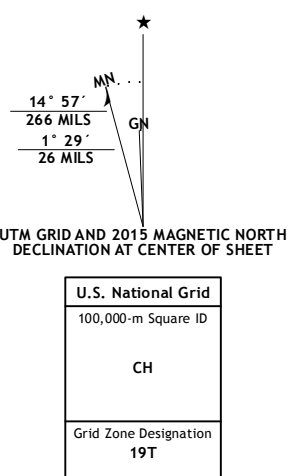 ★
MN
14° 57´
266 MILS
GN
1° 29´
26 MILS
UTM GRID AND 2015 MAGNETIC NORTH
DECLINATION AT CENTER OF SHEET
U.S. National Grid
100,000-m Square ID
CH
Grid Zone Designation
19T